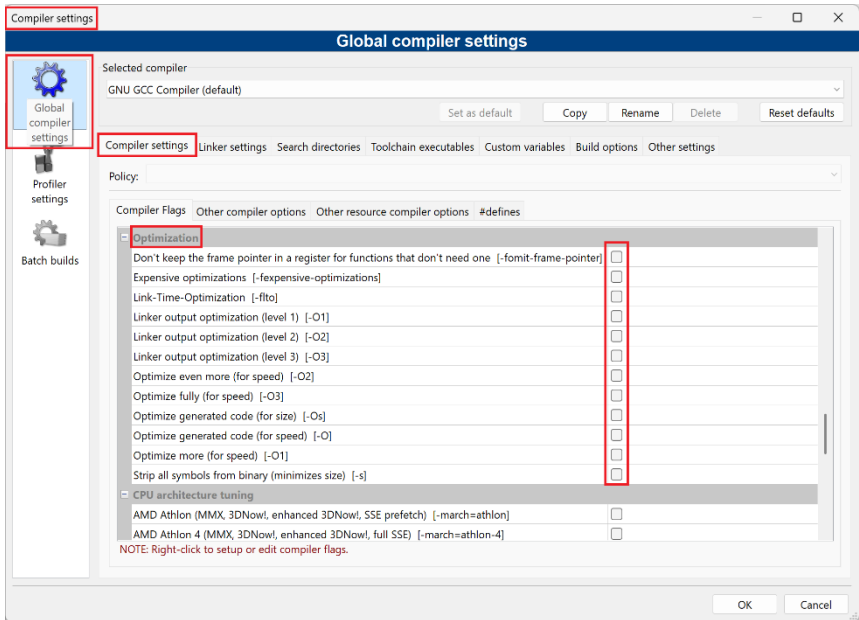 Compiler settings
Global compiler settings
Global compiler settings
Profiler settings
Batch builds
Selected compiler
GNU GCC Compiler (default)
Set as default Copy Rename Delete Reset defaults
Compiler settings Linker settings Search directories Toolchain executables Custom variables Build options Other settings
Policy:
Compiler Flags Other compiler options Other resource compiler options #defines
Optimization
Don't keep the frame pointer in a register for functions that don't need one [-fomit-frame-pointer]
Expensive optimizations [-fexpensive-optimizations]
Link-Time-Optimization [-flto]
Linker output optimization (level 1) [-O1]
Linker output optimization (level 2) [-O2]
Linker output optimization (level 3) [-O3]
Optimize even more (for speed) [-O2]
Optimize fully (for speed) [-O3]
Optimize generated code (for size) [-Os]
Optimize generated code (for speed) [-O]
Optimize more (for speed) [-O1]
Strip all symbols from binary (minimizes size) [-s]
CPU architecture tuning
AMD Athlon (MMX, 3DNow!, enhanced 3DNow!, SSE prefetch) [-march=athlon]
AMD Athlon 4 (MMX, 3DNow!, enhanced 3DNow!, full SSE) [-march=athlon-4]
NOTE: Right-click to setup or edit compiler flags.
OK Cancel